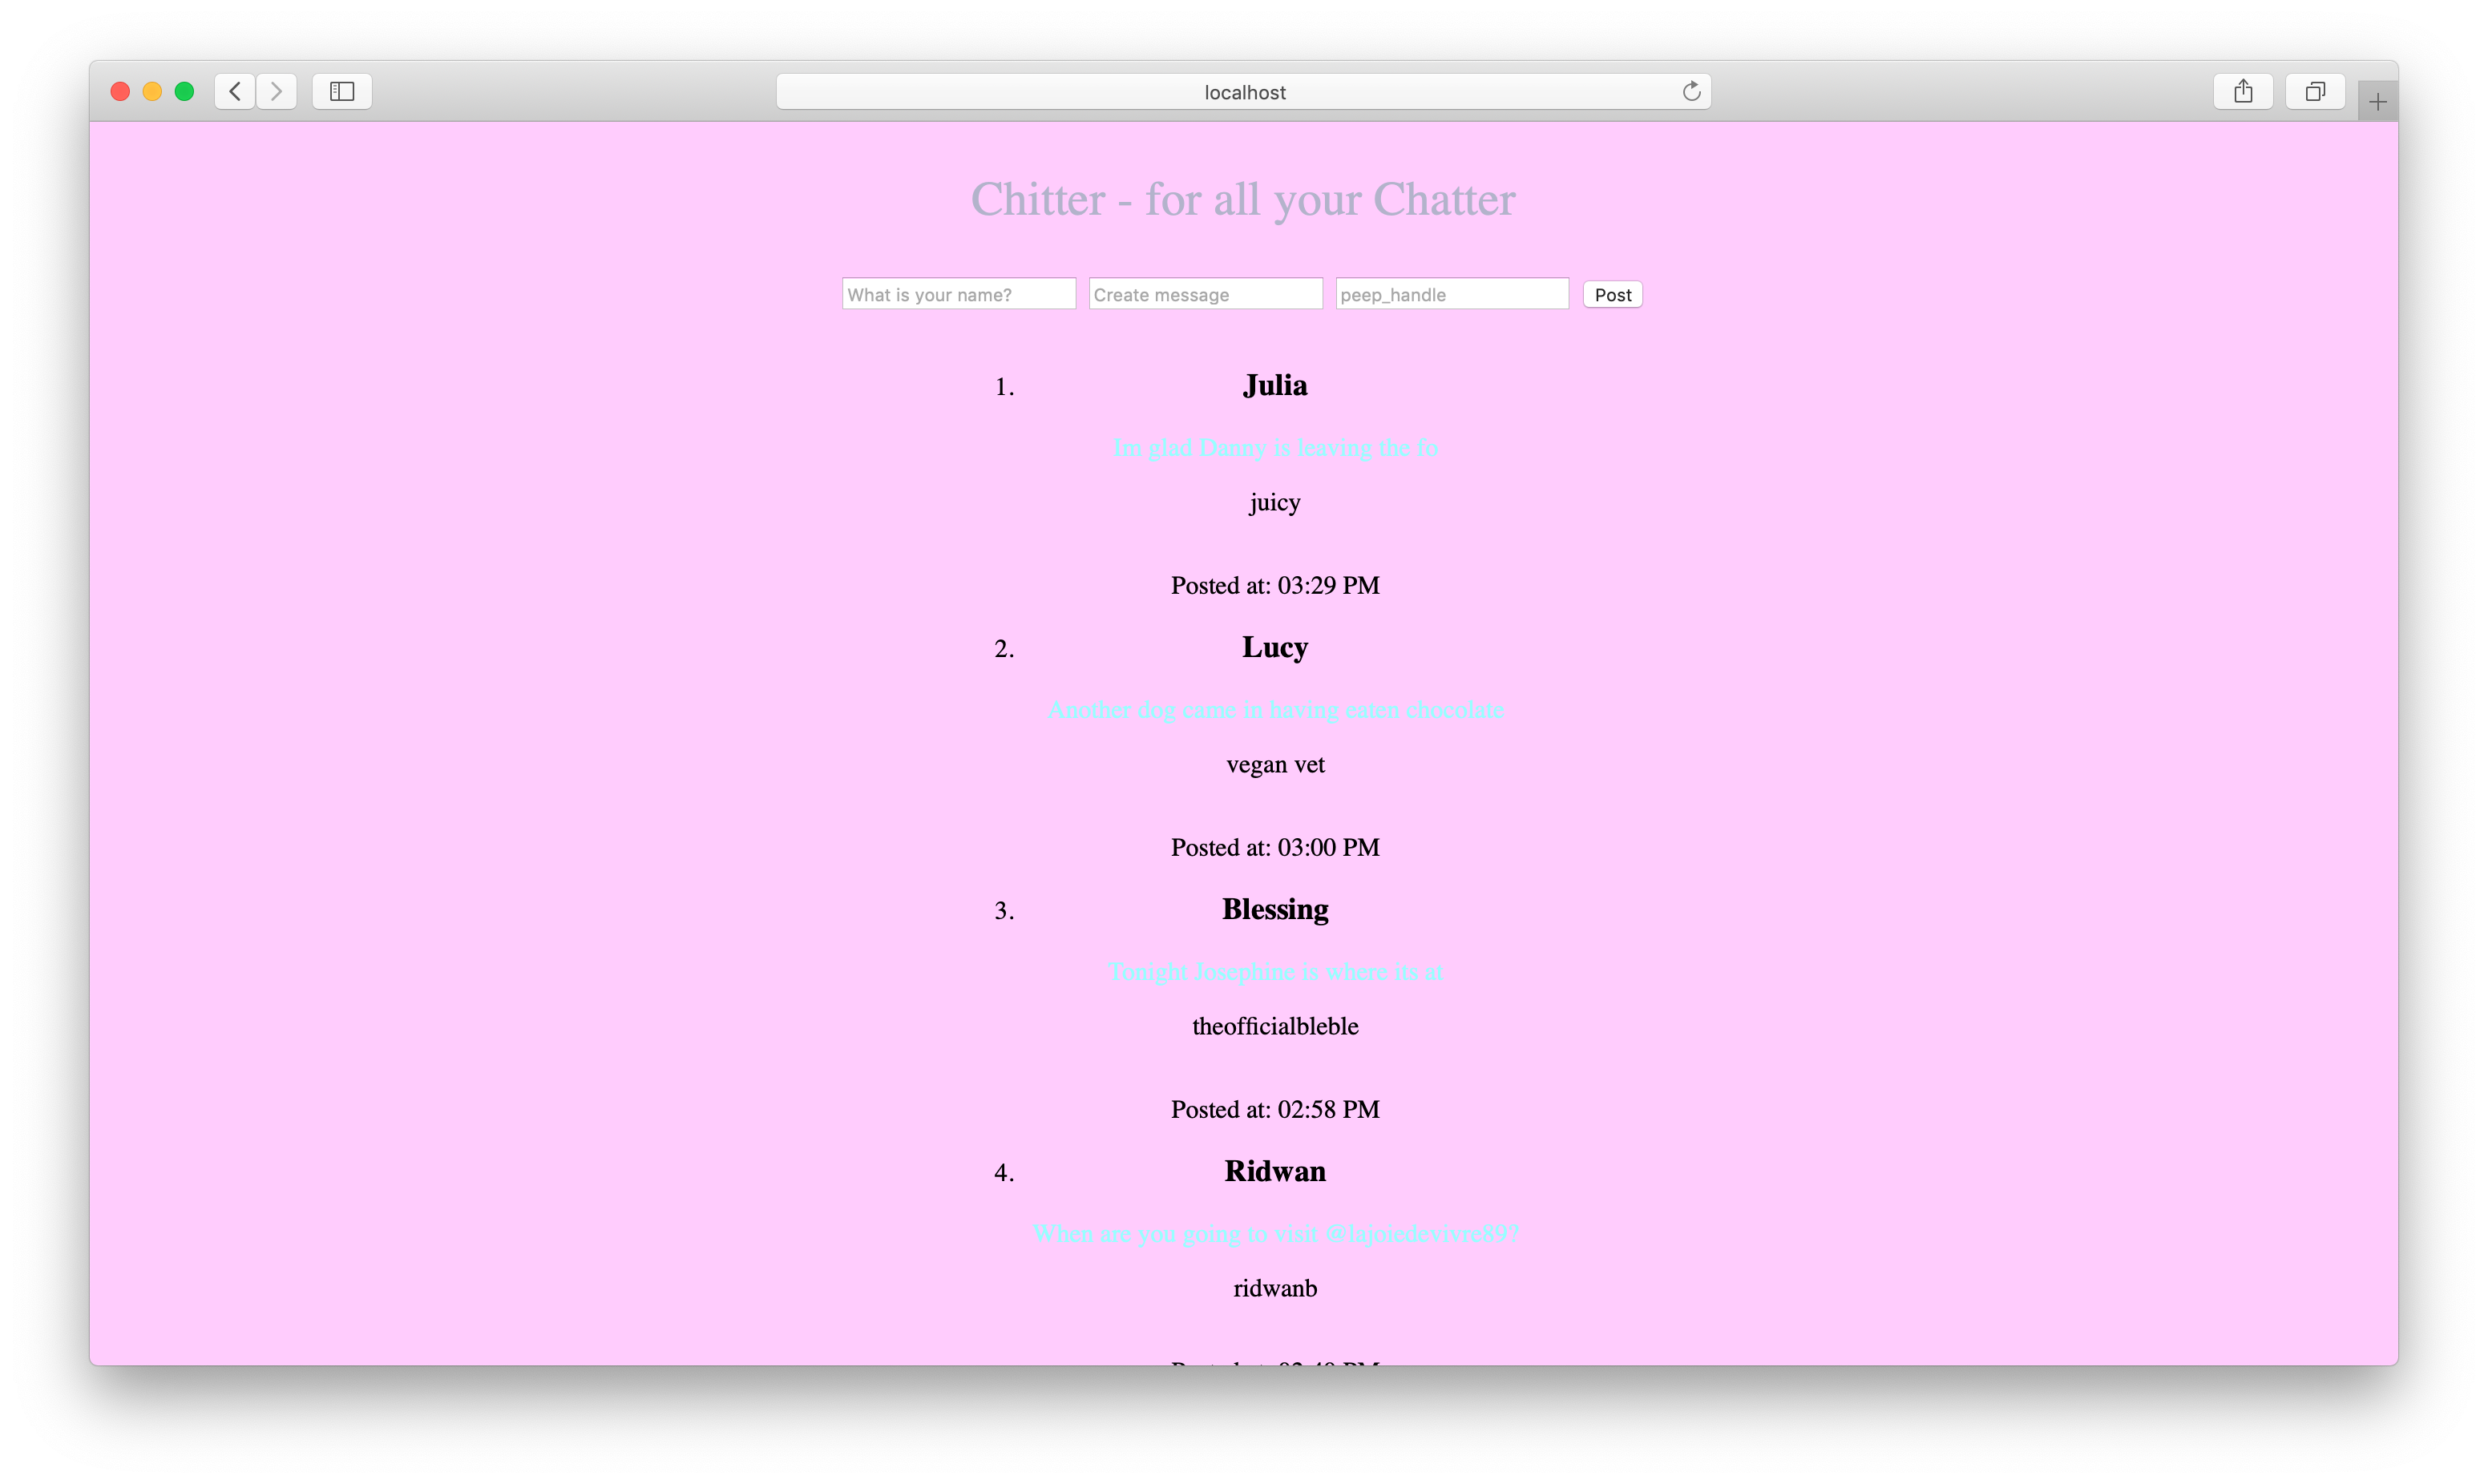 localhost
Chitter - for all your Chatter
What is your name? Create message peep_handle Post
1. Julia
Im glad Danny is leaving the fo
juicy
Posted at: 03:29 PM
2. Lucy
Another dog came in having eaten chocolate
vegan vet
Posted at: 03:00 PM
3. Blessing
Tonight Josephine is where its at
theofficialbleble
Posted at: 02:58 PM
4. Ridwan
When are you going to visit @lajoiedevivre89?
ridwanb
Posted at: